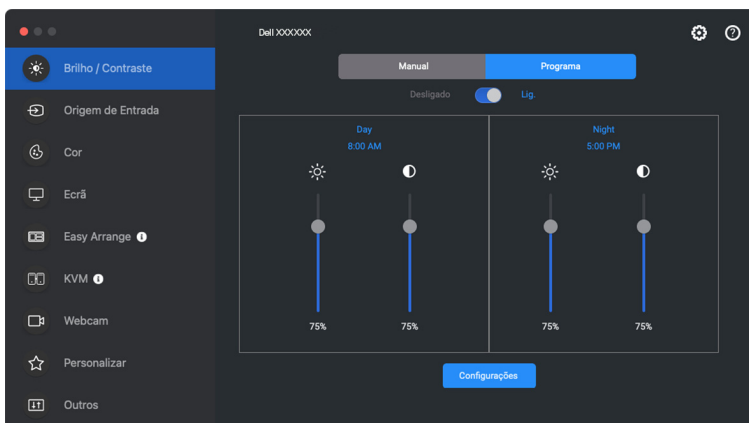 Dell XXXXXX
Brilho / Contraste
Origem de Entrada
Cor
Ecrã
Easy Arrange
KVM
Webcam
Personalizar
Outros
Manual
Programa
Desligado
Lig.
Day
8:00 AM
75%
75%
Night
5:00 PM
75%
75%
Configurações